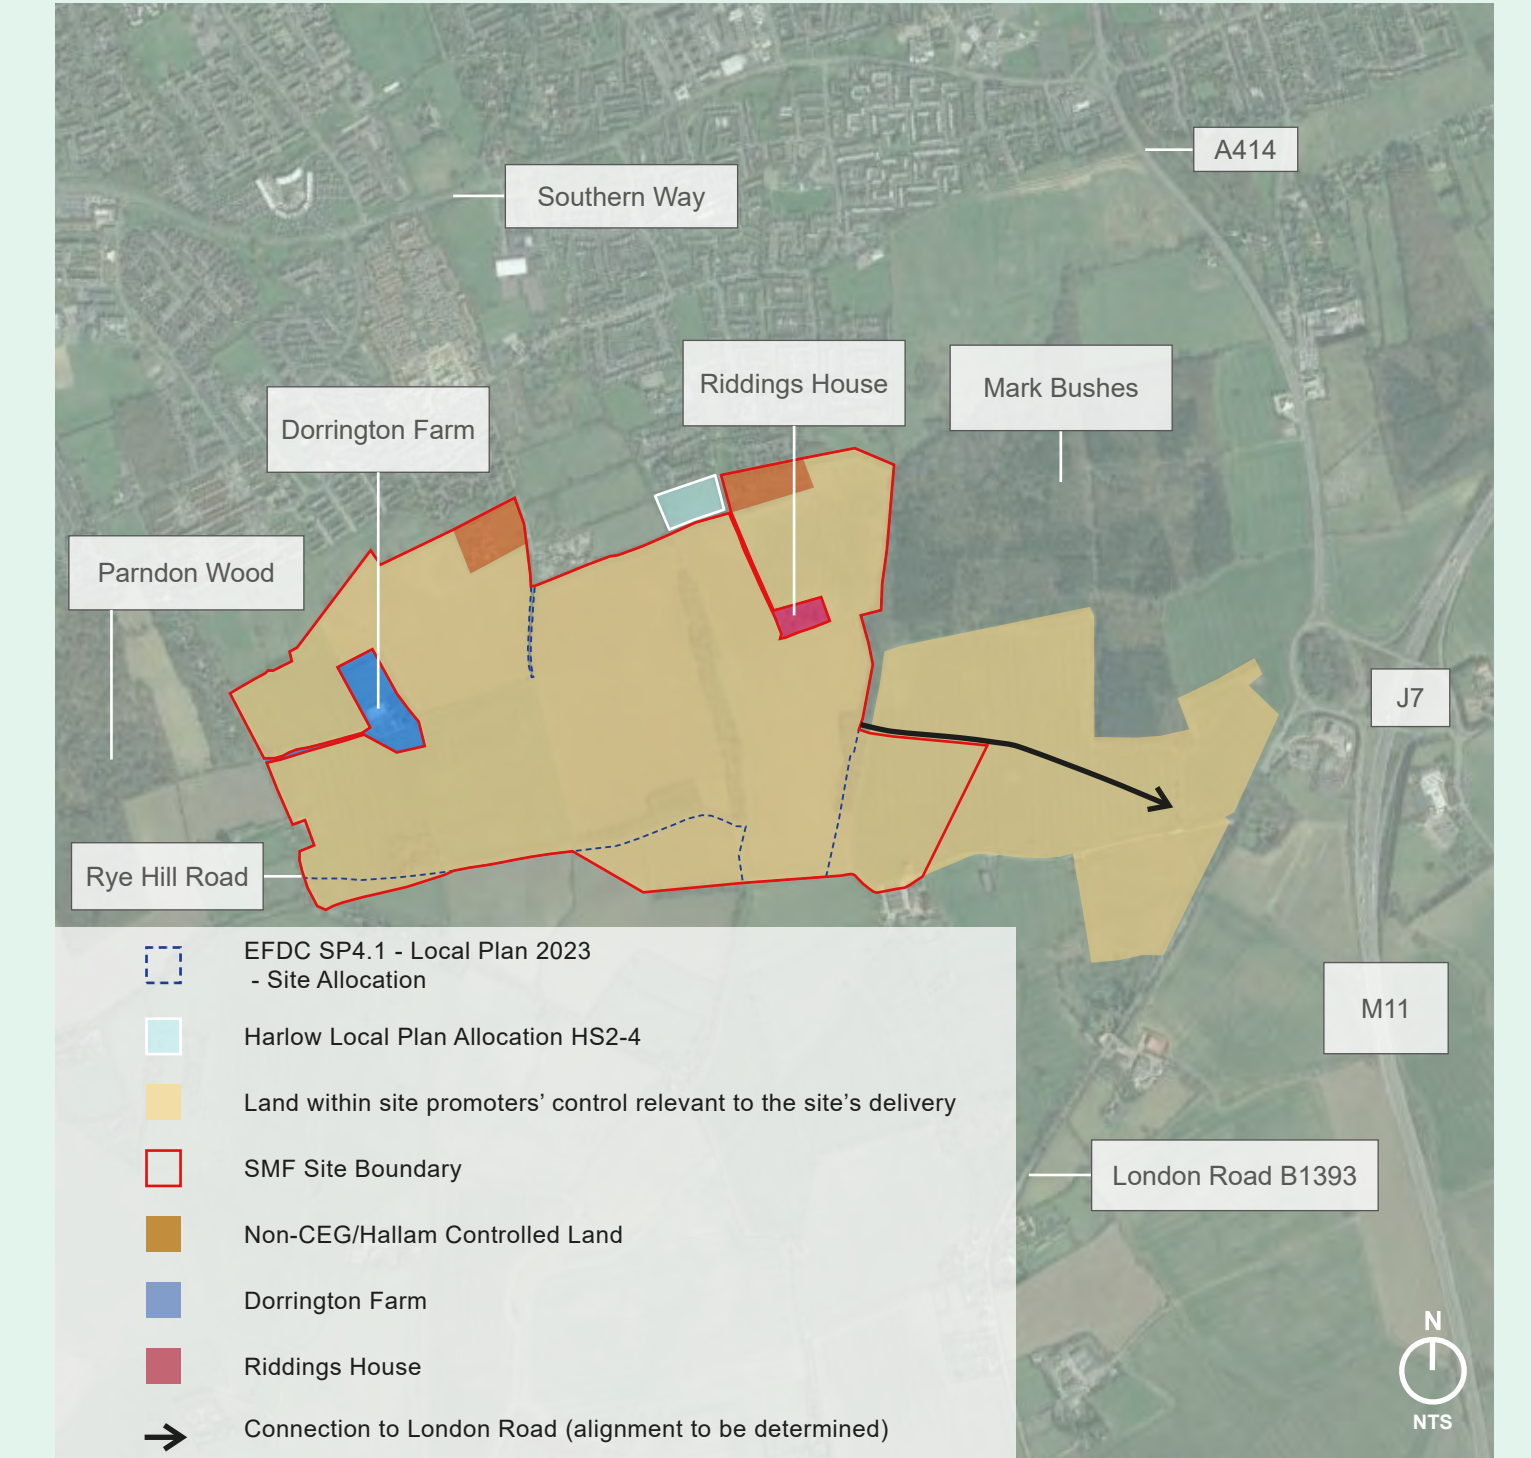 A414
Southern Way
Riddings House
Mark Bushes
Dorrington Farm
Parndon Wood
J7
Rye Hill Road
EFDC SP4.1 - Local Plan 2023
- Site Allocation
M11
Harlow Local Plan Allocation HS2-4
Land within site promoters’ control relevant to the site’s delivery
SMF Site Boundary
London Road B1393
Non-CEG/Hallam Controlled Land
Dorrington Farm
Riddings House
Connection to London Road (alignment to be determined)
N
NTS